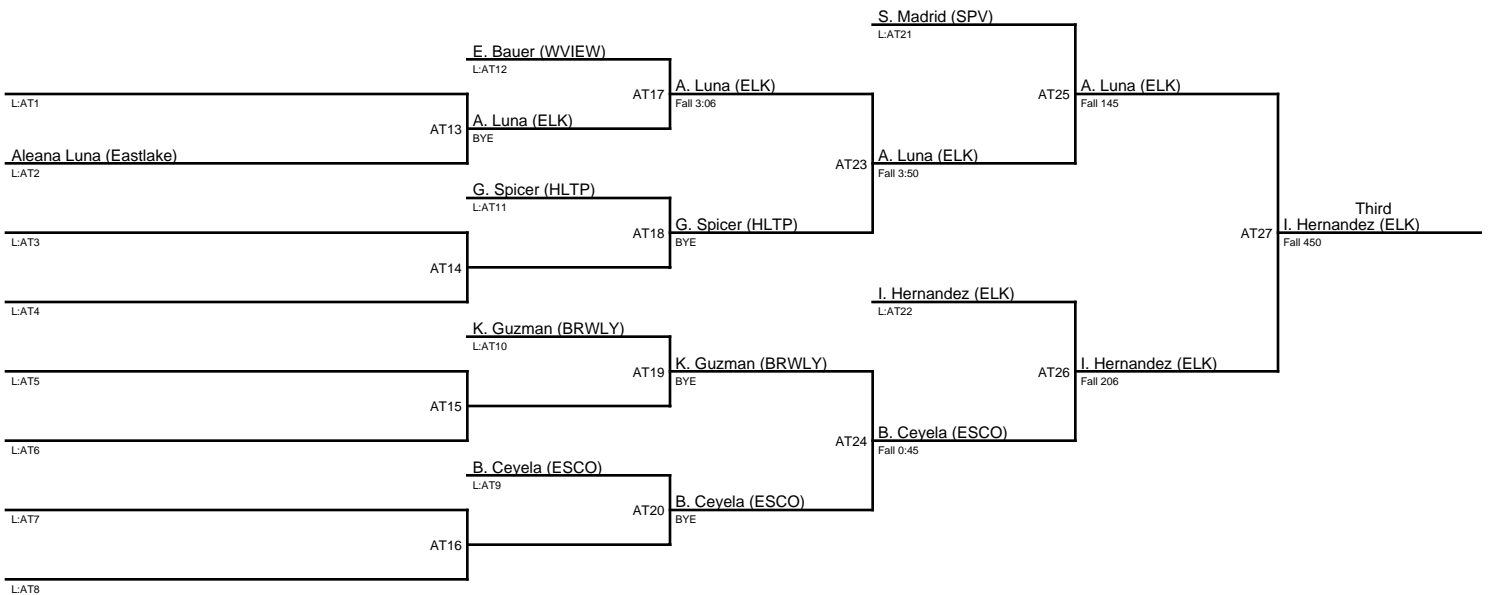 S. Madrid (SPV)
L:AT21
E. Bauer (WVIEW)
L:AT12
AT17
A. Luna (ELK)
Fall 3:06
AT25
A. Luna (ELK)
Fall 145
L:AT1
AT13
A. Luna (ELK)
BYE
Aleana Luna (Eastlake)
L:AT2
AT23
A. Luna (ELK)
Fall 3:50
G. Spicer (HLTP)
L:AT11
L:AT3
AT18
G. Spicer (HLTP)
BYE
AT27
Third
I. Hernandez (ELK)
Fall 450
AT14
L:AT4
I. Hernandez (ELK)
L:AT22
K. Guzman (BRWLY)
L:AT10
L:AT5
AT19
K. Guzman (BRWLY)
BYE
AT26
I. Hernandez (ELK)
Fall 206
AT15
L:AT6
AT24
B. Ceyela (ESCO)
Fall 0:45
B. Ceyela (ESCO)
L:AT9
L:AT7
AT20
B. Ceyela (ESCO)
BYE
AT16
L:AT8